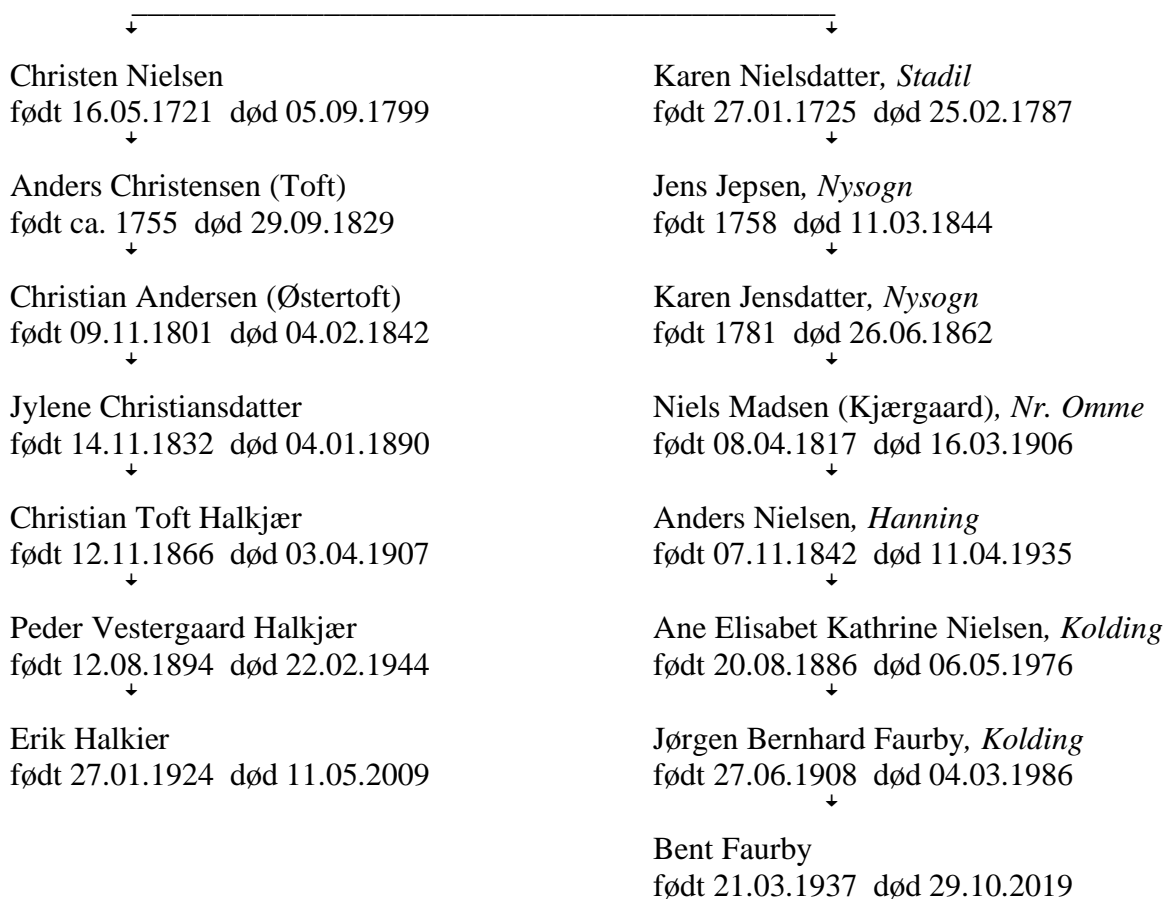 Christen Nielsen
født 16.05.1721 død 05.09.1799
Anders Christensen (Toft)
født ca. 1755 død 29.09.1829
Christian Andersen (Østertoft)
født 09.11.1801 død 04.02.1842
Jylene Christiansdatter
født 14.11.1832 død 04.01.1890
Christian Toft Halkjær
født 12.11.1866 død 03.04.1907
Peder Vestergaard Halkjær
født 12.08.1894 død 22.02.1944
Erik Halkier
født 27.01.1924 død 11.05.2009
Karen Nielsdatter, Stadil
født 27.01.1725 død 25.02.1787
Jens Jepsen, Nysogn
født 1758 død 11.03.1844
Karen Jensdatter, Nysogn
født 1781 død 26.06.1862
Niels Madsen (Kjærgaard), Nr. Omme
født 08.04.1817 død 16.03.1906
Anders Nielsen, Hanning
født 07.11.1842 død 11.04.1935
Ane Elisabet Kathrine Nielsen, Kolding
født 20.08.1886 død 06.05.1976
Jørgen Bernhard Faurby, Kolding
født 27.06.1908 død 04.03.1986
Bent Faurby
født 21.03.1937 død 29.10.2019